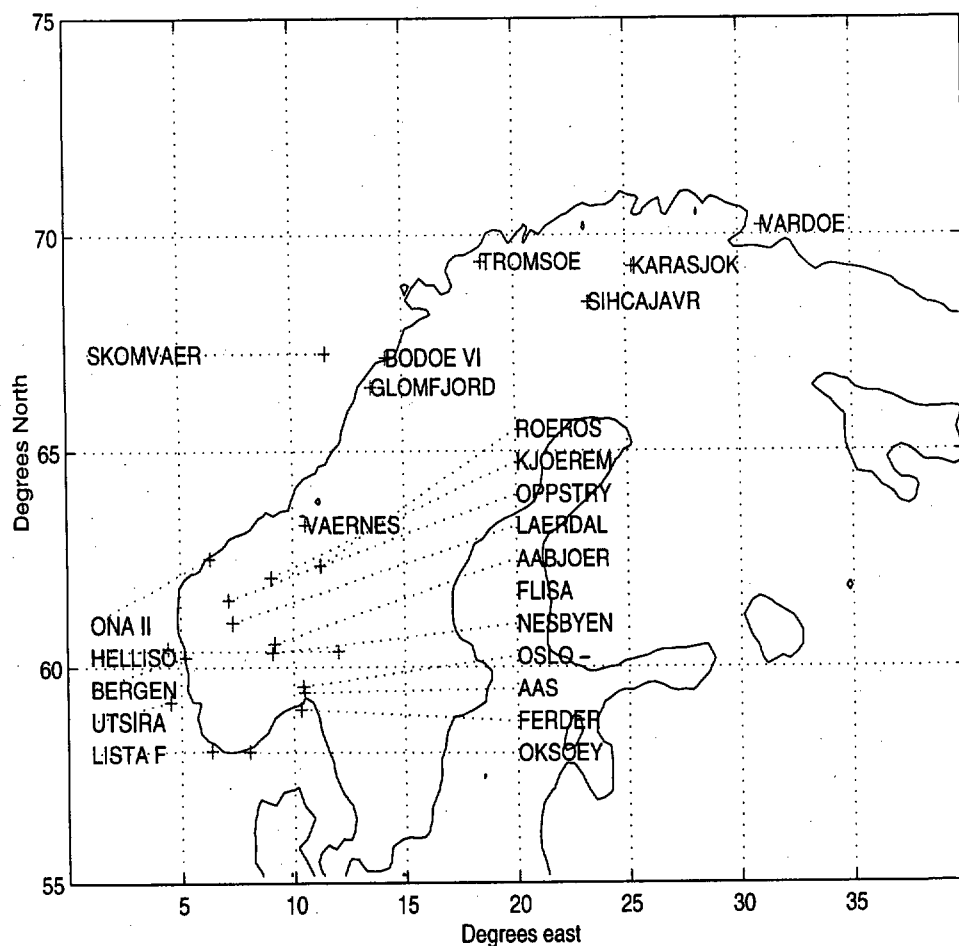 75
70
65
60
55
Degrees North
VARDOE
TROMSOE
KARASJOK
SIHCAJAVR
SKOMVAER
BODOE VI
GLOMFJORD
ROEROS
KJOEREM
OPPSTRY
VAERNES
LAERDAL
AABJOER
FLISA
ONA II
NESBYEN
HELLISO
OSLO -
BERGEN
AAS
UTSIRA
FERDER
LISTA F
OKSOEY
5 10 15 20 25 30 35
Degrees east